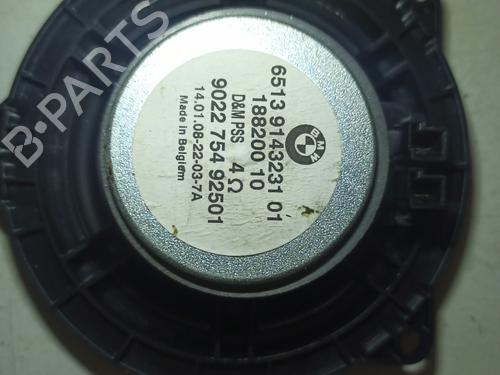 BMW
6513 9143231 01
188200 10
D&M PSS 4 Ω
9022 754 92501
14.01.08-22-03-7A
Made in Belgiem
B-PARTS